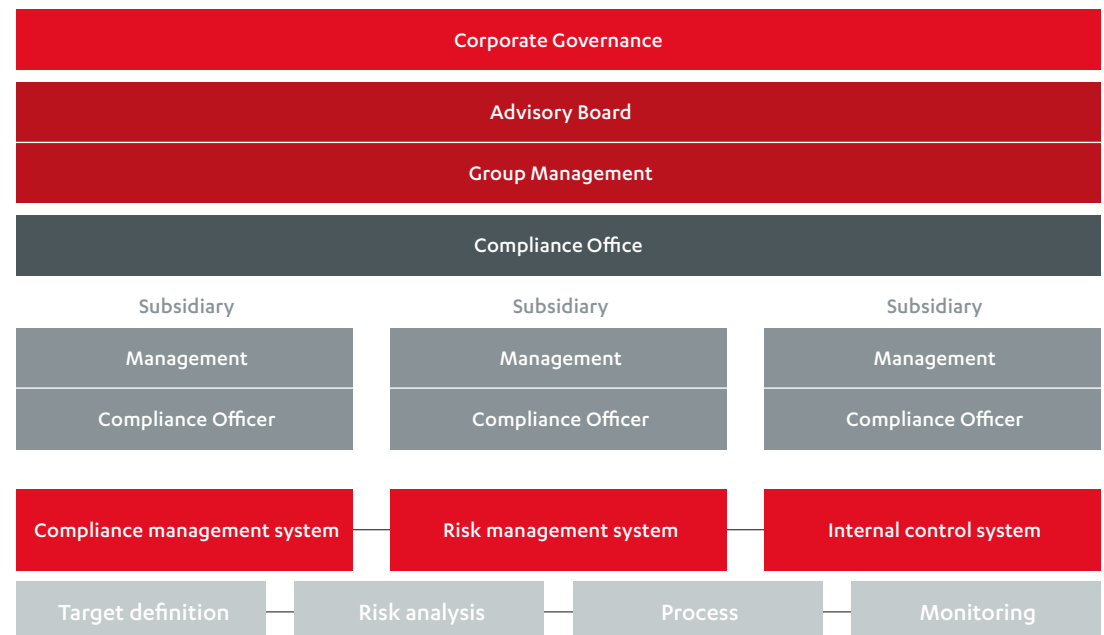 Corporate Governance
Advisory Board
Group Management
Compliance Office
Subsidiary Subsidiary Subsidiary
Management Management Management
Compliance Officer Compliance Officer Compliance Officer
Compliance management system Risk management system Internal control system
Target definition Risk analysis Process Monitoring